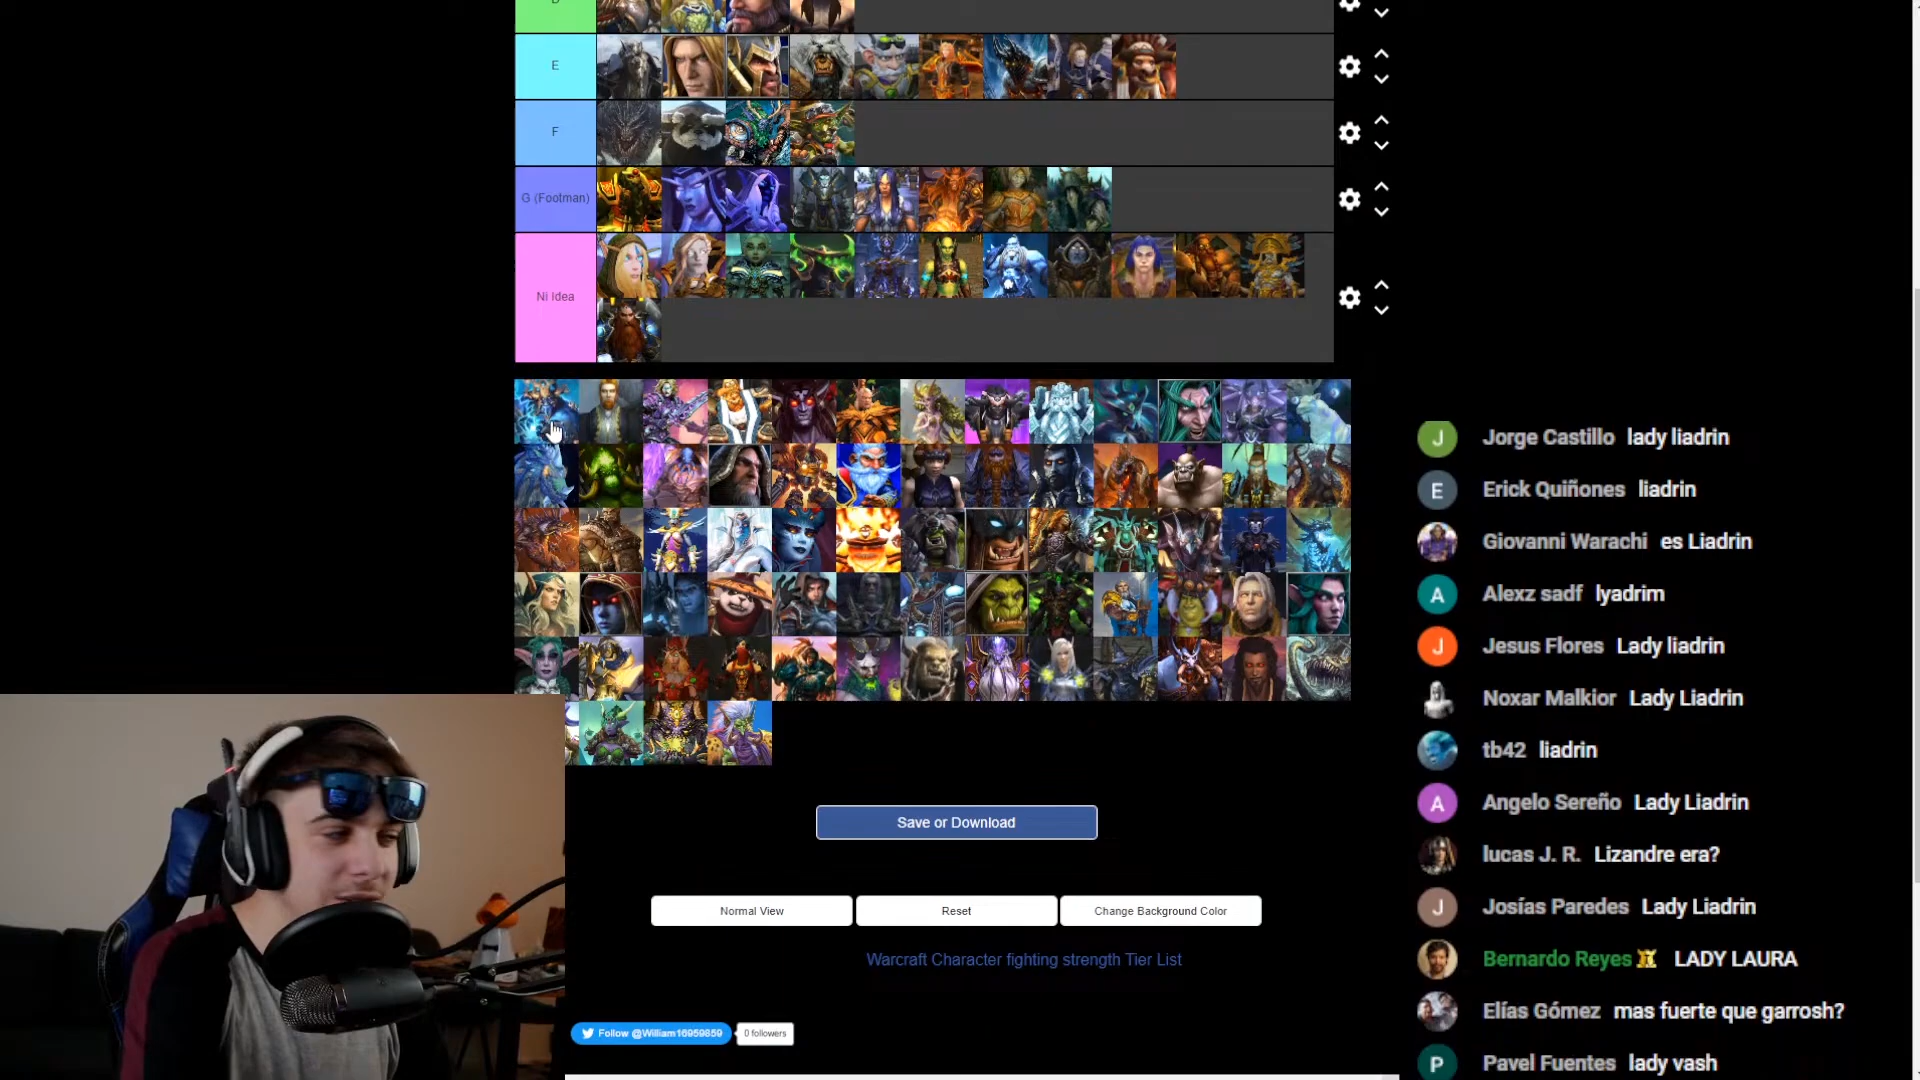 D
E
F
G (Footman)
Ni Idea
Jorge Castillo lady liadrin
Erick Quiñones liadrin
Giovanni Warachi es Liadrin
Alexz sadf lyadrim
Jesus Flores Lady liadrin
Noxar Malkior Lady Liadrin
tb42 liadrin
Angelo Sereño Lady Liadrin
lucas J. R. Lizandre era?
Josías Paredes Lady Liadrin
Bernardo Reyes LADY LAURA
Elías Gómez mas fuerte que garrosh?
Pavel Fuentes lady vash
Save or Download
Normal View
Reset
Change Background Color
Warcraft Character fighting strength Tier List
Follow @William16959859
0 followers